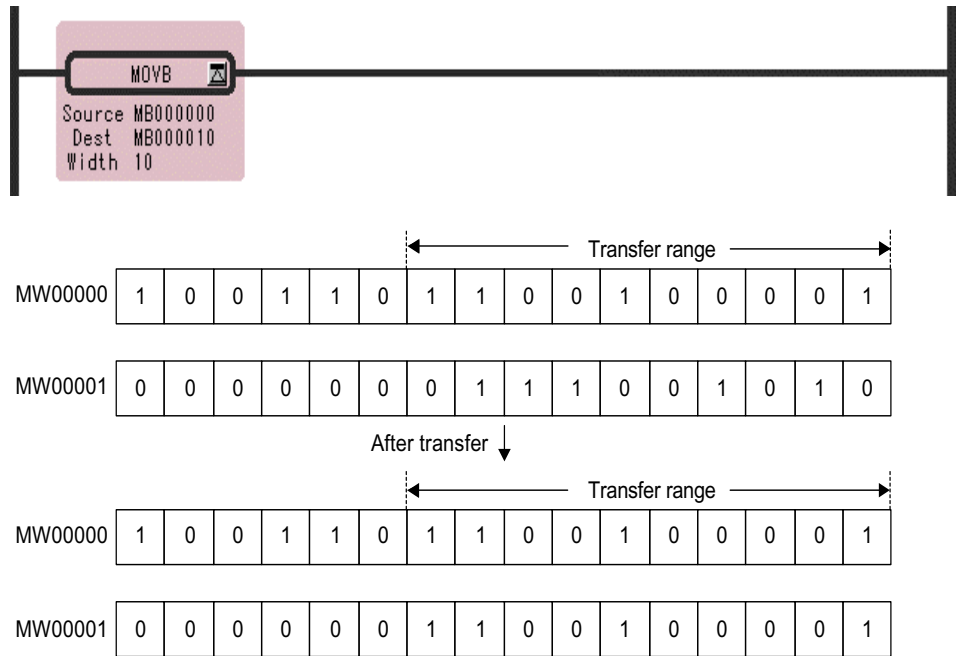 MOVB
Source MB000000
Dest MB000010
Width 10
Transfer range
MW00000 1 0 0 1 1 0 1 1 0 0 1 0 0 0 0 1
MW00001 0 0 0 0 0 0 0 1 1 1 0 0 1 0 1 0
After transfer
Transfer range
MW00000 1 0 0 1 1 0 1 1 0 0 1 0 0 0 0 1
MW00001 0 0 0 0 0 0 1 1 0 0 1 0 0 0 0 1